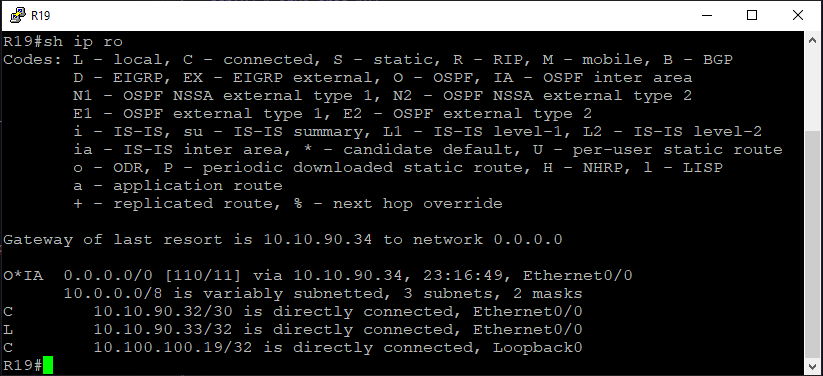 R19
R19#sh ip ro
Codes: L - local, C - connected, S - static, R - RIP, M - mobile, B - BGP
       D - EIGRP, EX - EIGRP external, O - OSPF, IA - OSPF inter area
       N1 - OSPF NSSA external type 1, N2 - OSPF NSSA external type 2
       E1 - OSPF external type 1, E2 - OSPF external type 2
       i - IS-IS, su - IS-IS summary, L1 - IS-IS level-1, L2 - IS-IS level-2
       ia - IS-IS inter area, * - candidate default, U - per-user static route
       o - ODR, P - periodic downloaded static route, H - NHRP, l - LISP
       a - application route
       + - replicated route, % - next hop override
Gateway of last resort is 10.10.90.34 to network 0.0.0.0
O*IA  0.0.0.0/0 [110/11] via 10.10.90.34, 23:16:49, Ethernet0/0
      10.0.0.0/8 is variably subnetted, 3 subnets, 2 masks
C        10.10.90.32/30 is directly connected, Ethernet0/0
L        10.10.90.33/32 is directly connected, Ethernet0/0
C        10.100.100.19/32 is directly connected, Loopback0
R19#